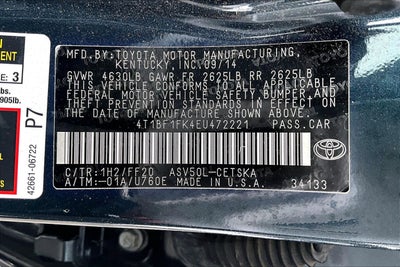 MFD.BY:TOYOTA MOTOR MANUFACTURING,
KENTUCKY, INC.09/14
GVWR 4630LB GAWR FR 2625LB RR 2625LB
THIS VEHICLE CONFORMS TO ALL APPLICABLE
FEDERAL MOTOR VEHICLE SAFETY, BUMPER, AND
THEFT PREVENTION STANDARDS IN EFFECT ON THE
DATE OF MANUFACTURE SHOWN ABOVE.
4T1BF1FK4EU472221 PASS.CAR
C/TR:1H2/FF20 ASV50L-CETSKA
A/TM:-01A/U760E MADE IN U.S.A.
34133
TOYOTA
3
905lb.
P7
42661-06722